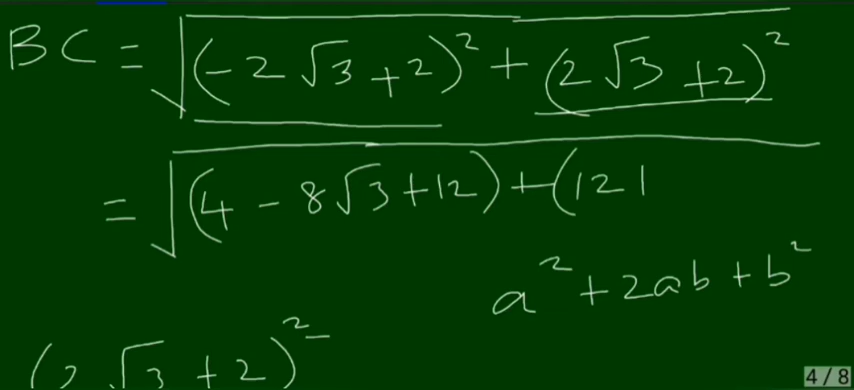 BC = √((-2√3 +2)² + (2√3 +2)²)
= √((4 - 8√3 + 12) + (121
a² + 2ab + b²
(2√3 + 2)²
4 / 8